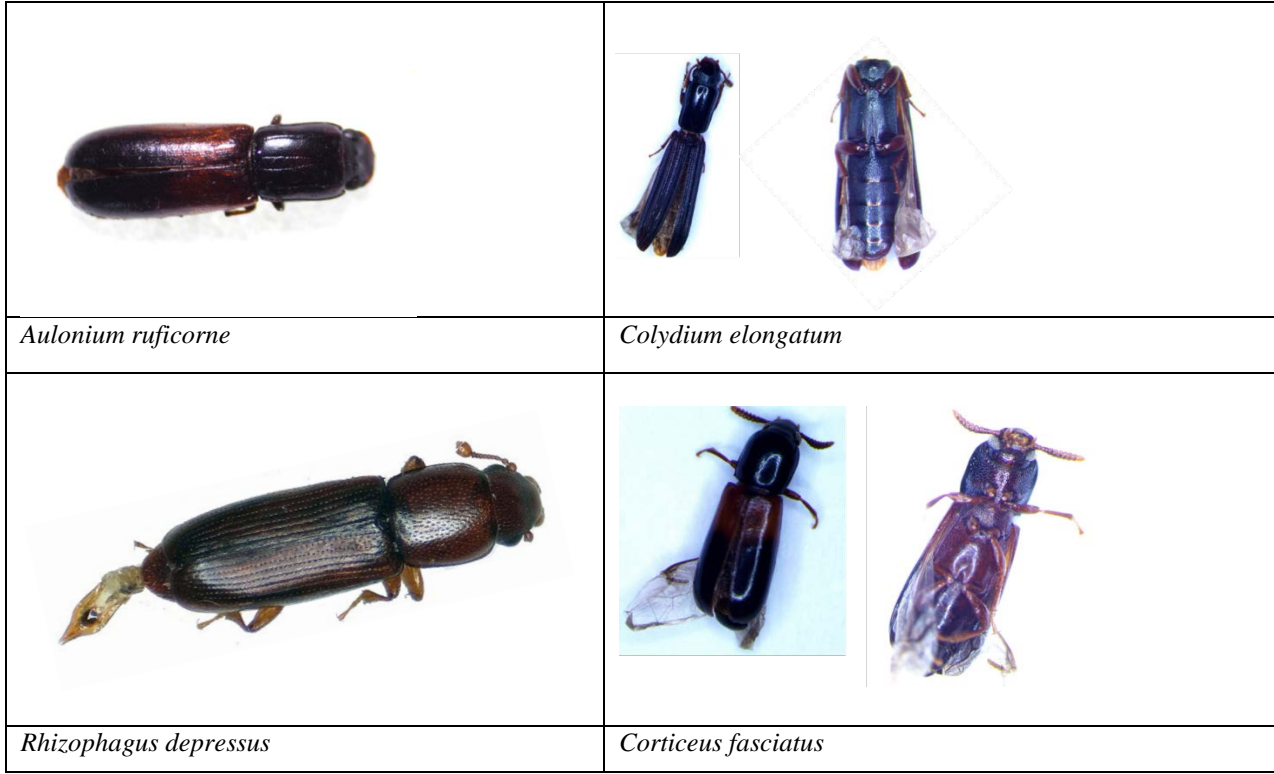 Aulonium ruficorne
Colydium elongatum
Rhizophagus depressus
Corticeus fasciatus